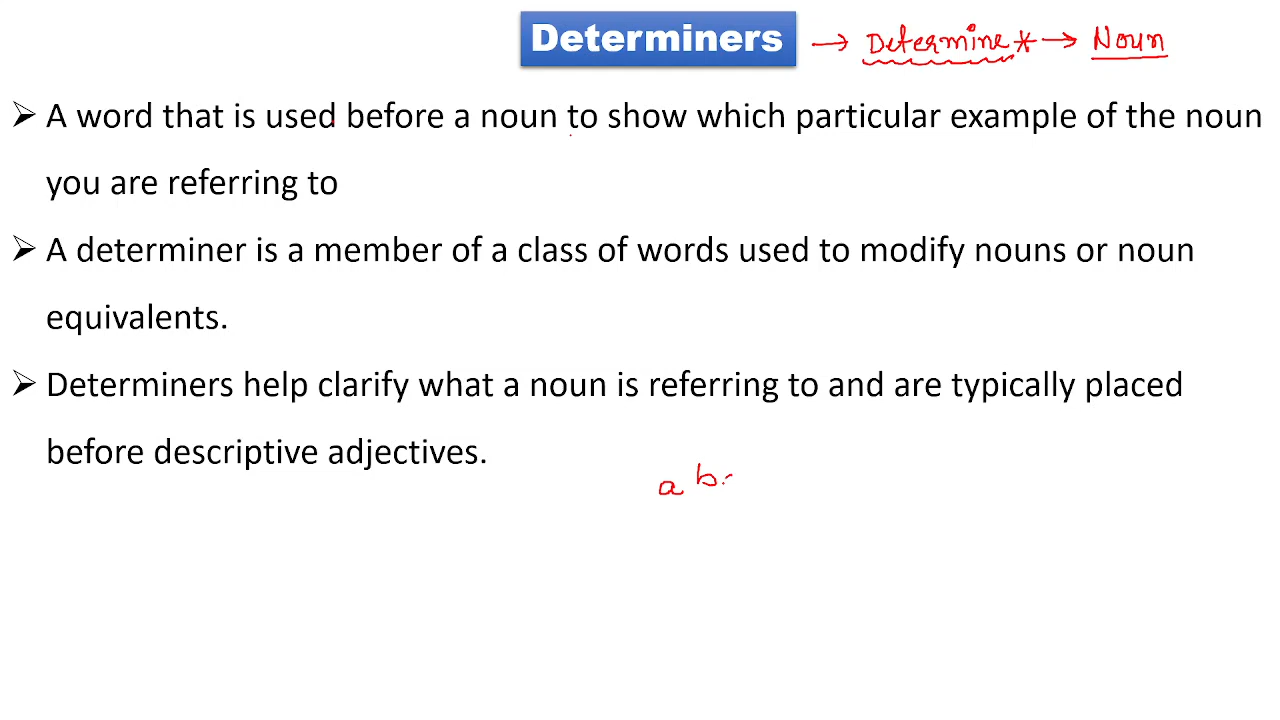 Determiners → Determine* → Noun
➢ A word that is used before a noun to show which particular example of the noun
you are referring to
➢ A determiner is a member of a class of words used to modify nouns or noun
equivalents.
➢ Determiners help clarify what a noun is referring to and are typically placed
before descriptive adjectives.
a b